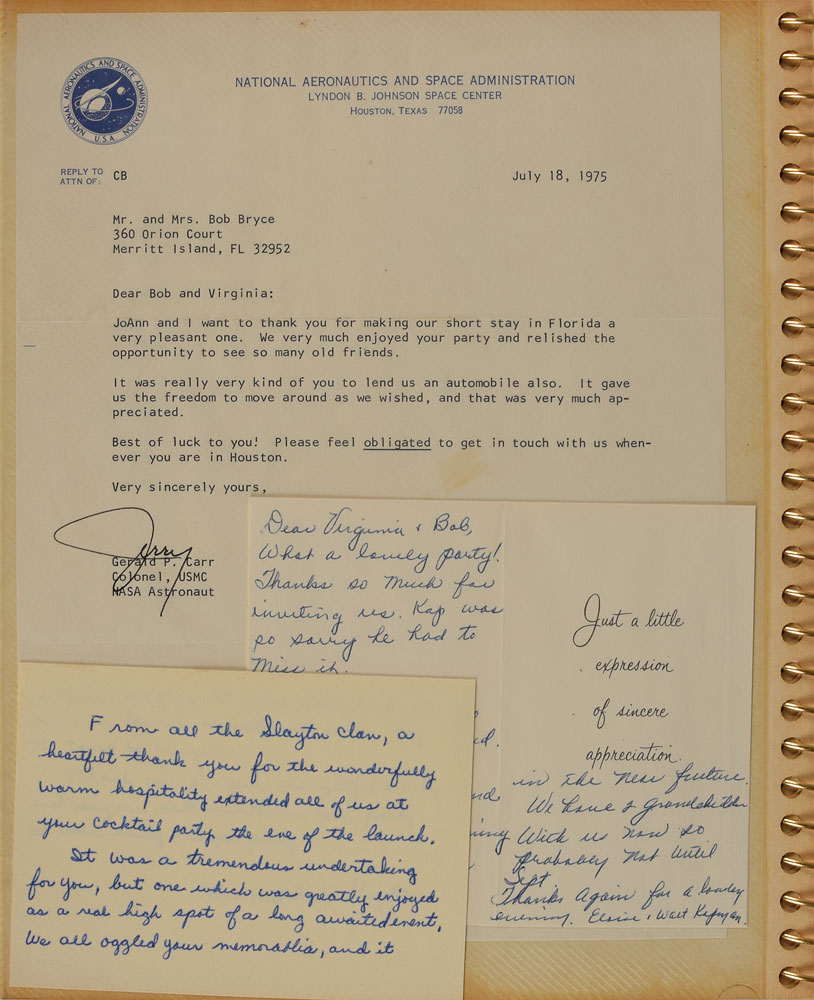 NATIONAL AERONAUTICS AND SPACE ADMINISTRATION
U.S.A.
NATIONAL AERONAUTICS AND SPACE ADMINISTRATION
LYNDON B. JOHNSON SPACE CENTER
HOUSTON, TEXAS 77058
REPLY TO
ATTN OF: CB
July 18, 1975
Mr. and Mrs. Bob Bryce
360 Orion Court
Merritt Island, FL 32952
Dear Bob and Virginia:
JoAnn and I want to thank you for making our short stay in Florida a
very pleasant one. We very much enjoyed your party and relished the
opportunity to see so many old friends.
It was really very kind of you to lend us an automobile also. It gave
us the freedom to move around as we wished, and that was very much ap-
preciated.
Best of luck to you! Please feel obligated to get in touch with us when-
ever you are in Houston.
Very sincerely yours,
Jerry
Gerald P. Carr
Colonel, USMC
NASA Astronaut
Dear Virginia & Bob,
What a lovely party!
Thanks so much for
inviting us. Kap was
so sorry he had to
miss it.
Just a little
expression
of sincere
appreciation.
in the near future.
We have 2 grandchildren
With us now so
probably not until
Sept
Thanks Again for a lovely
evening. Eloise & Walt Kapryan.
From all the Slayton Clan, a
heartfelt thank you for the wonderfully
warm hospitality extended all of us at
your cocktail party the eve of the launch.
It was a tremendous undertaking
for you, but one which was greatly enjoyed
as a real high spot of a long awaited event.
We all oggled your memorablia, and it